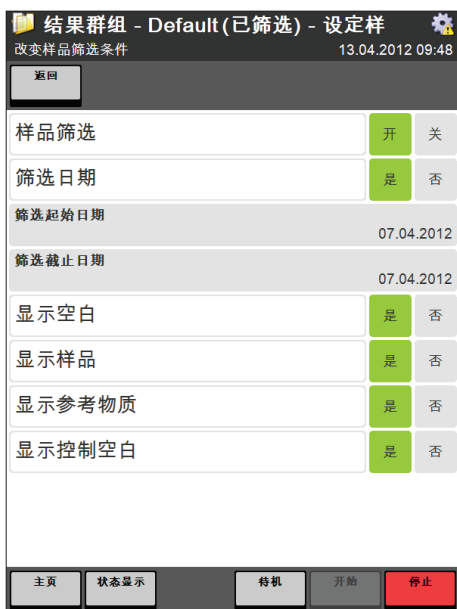 结果群组 - Default (已筛选) - 设定样
改变样品筛选条件 13.04.2012 09:48
返回
样品筛选 开 关
筛选日期 是 否
筛选起始日期
07.04.2012
筛选截止日期
07.04.2012
显示空白 是 否
显示样品 是 否
显示参考物质 是 否
显示控制空白 是 否
主页 状态显示 待机 开始 停止